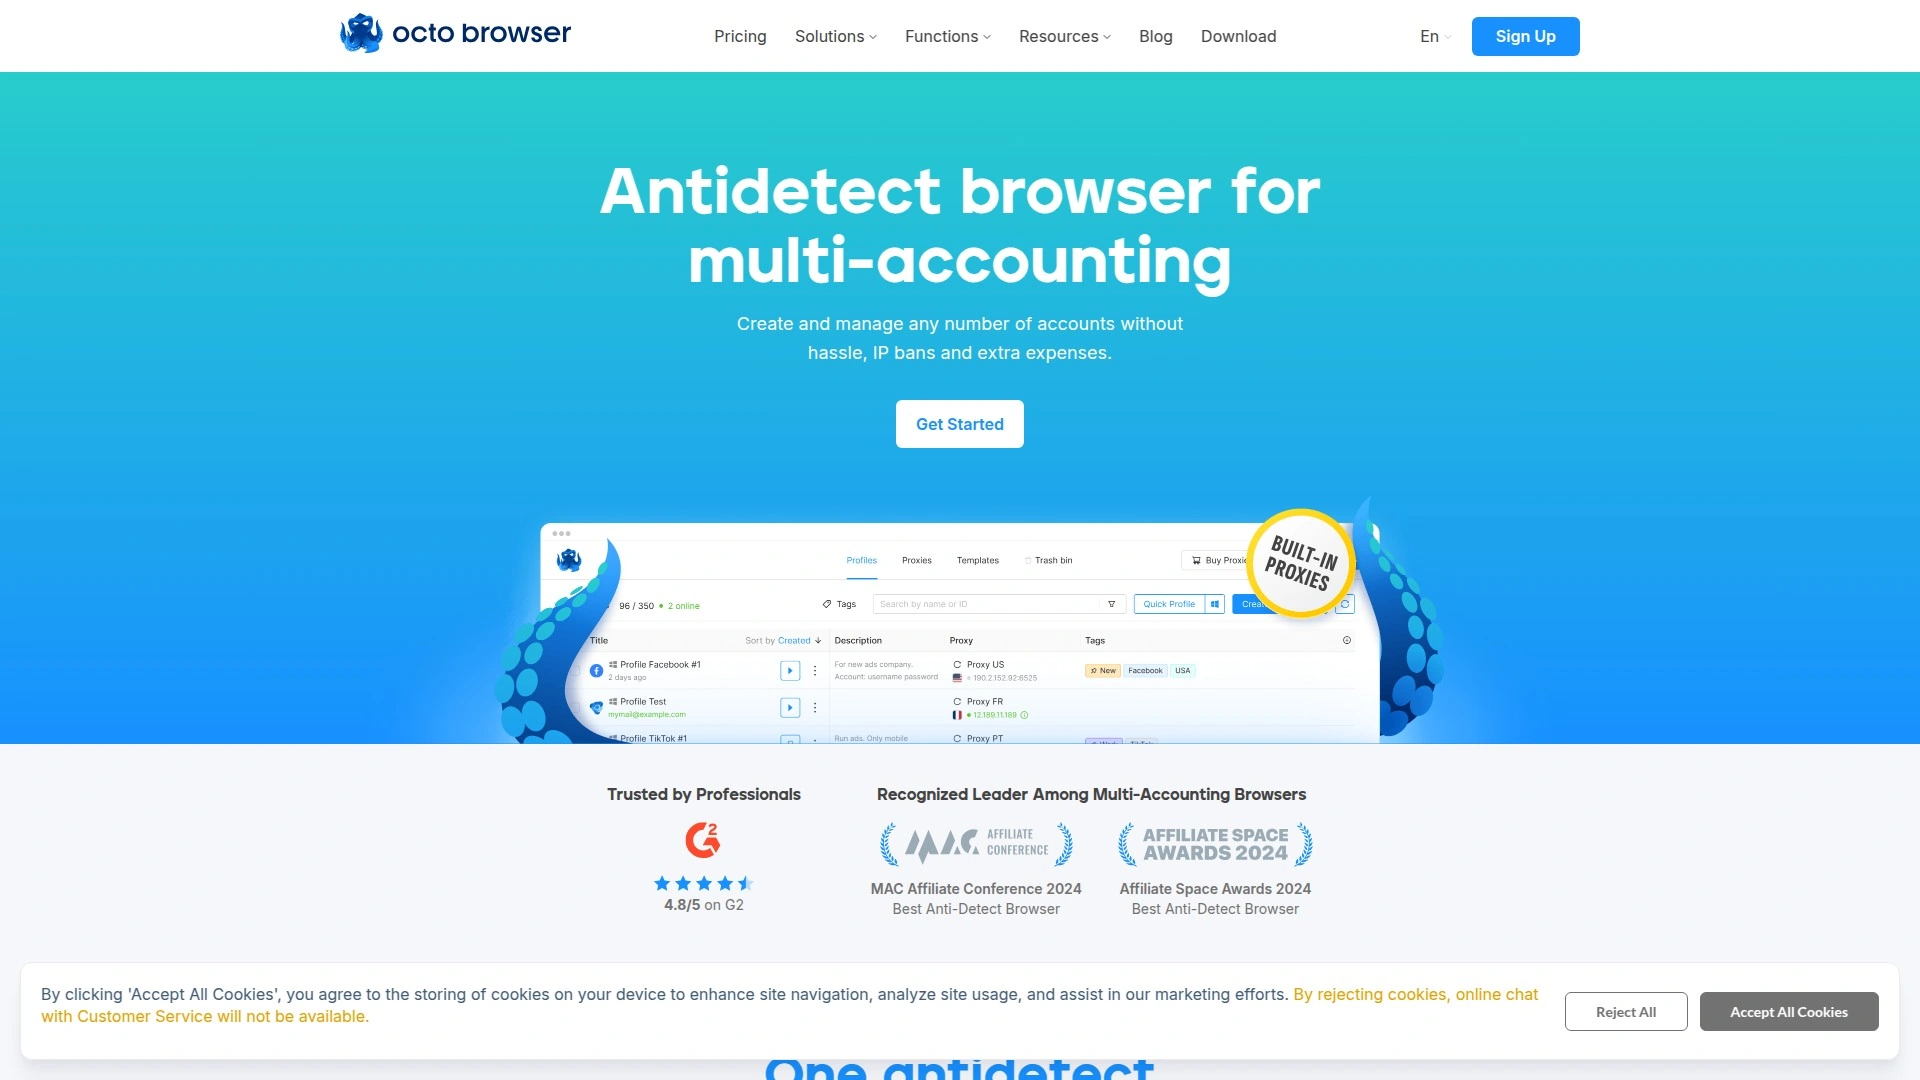 octo browser
Pricing
Solutions
Functions
Resources
Blog
Download
En
Sign Up
Antidetect browser for
multi-accounting
Create and manage any number of accounts without
hassle, IP bans and extra expenses.
Get Started
BUILT-IN
PROXIES
Profiles
Proxies
Templates
Trash bin
Buy Proxie
96 / 350
2 online
Tags
Search by name or ID
Quick Profile
Creat
Title
Sort by Created
Description
Proxy
Tags
Profile Facebook #1
2 days ago
For new ads company.
Account: username password
Proxy US
190.2.152.92:6525
New
Facebook
USA
Profile Test
mymail@example.com
Proxy FR
12.189.11.189
Profile TikTok #1
Run ads. Only mobile
Proxy PT
Trusted by Professionals
G2
4.8/5 on G2
Recognized Leader Among Multi-Accounting Browsers
MAC AFFILIATE
CONFERENCE
MAC Affiliate Conference 2024
Best Anti-Detect Browser
AFFILIATE SPACE
AWARDS 2024
Affiliate Space Awards 2024
Best Anti-Detect Browser
By clicking 'Accept All Cookies', you agree to the storing of cookies on your device to enhance site navigation, analyze site usage, and assist in our marketing efforts. By rejecting cookies, online chat
with Customer Service will not be available.
Reject All
Accept All Cookies
One antidetect